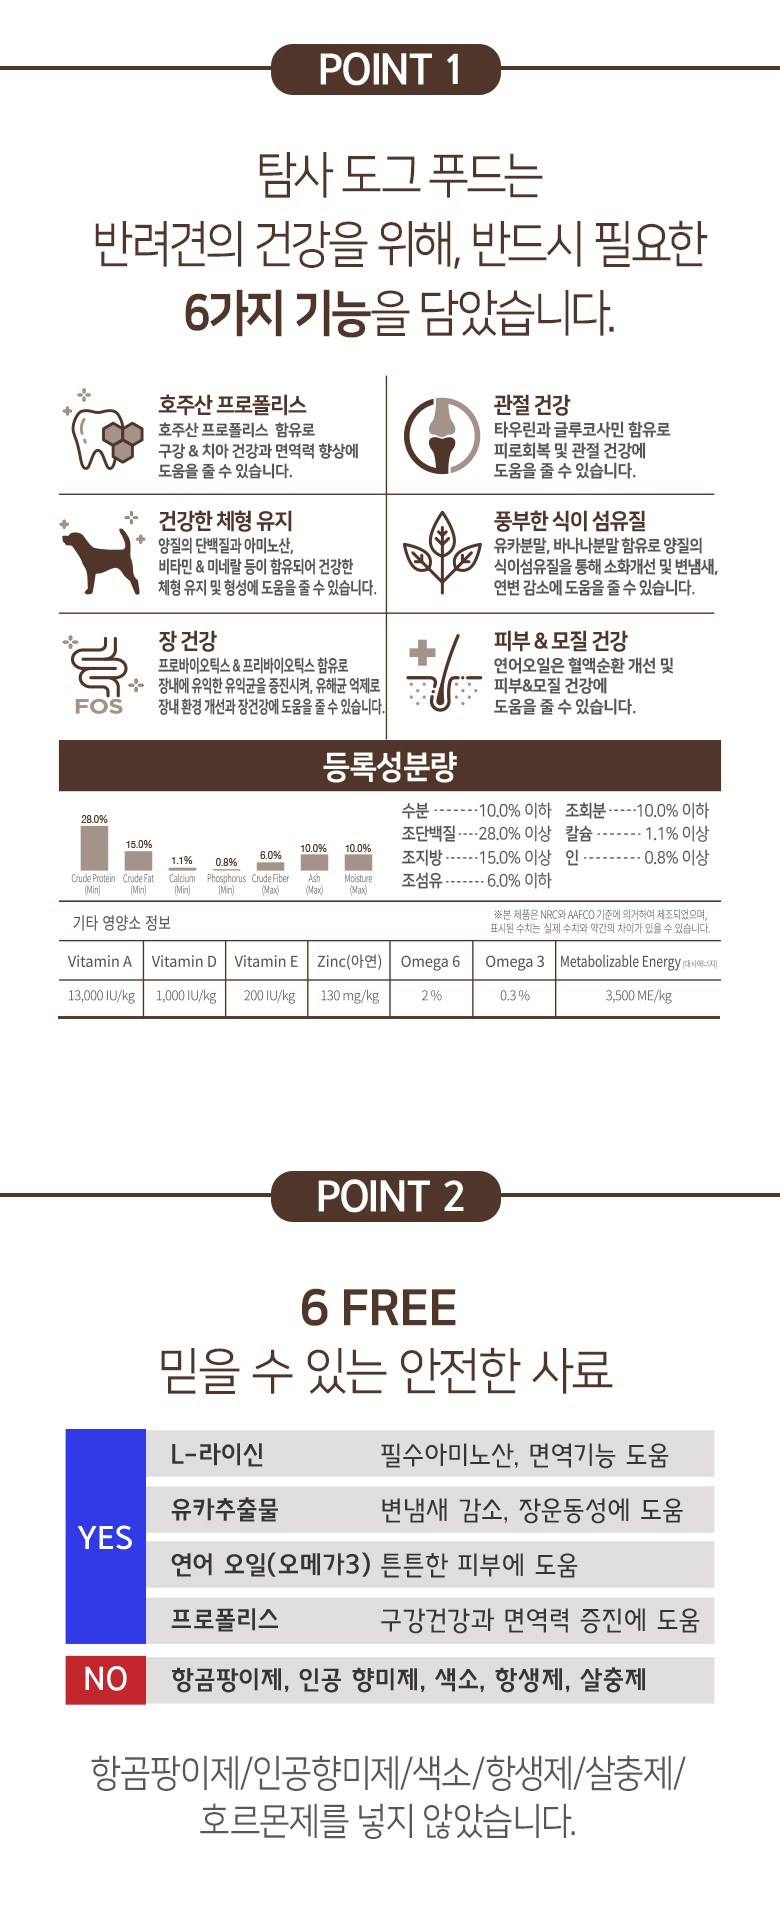 POINT 1
탐사 도그 푸드는
반려견의 건강을 위해, 반드시 필요한
6가지 기능을 담았습니다.
호주산 프로폴리스
호주산 프로폴리스 함유로
구강 & 치아 건강과 면역력 향상에
도움을 줄 수 있습니다.
관절 건강
타우린과 글루코사민 함유로
피로회복 및 관절 건강에
도움을 줄 수 있습니다.
건강한 체형 유지
양질의 단백질과 아미노산,
비타민 & 미네랄 등이 함유되어 건강한
체형 유지 및 형성에 도움을 줄 수 있습니다.
풍부한 식이 섬유질
유카분말, 바나나분말 함유로 양질의
식이섬유질을 통해 소화개선 및 변냄새,
연변 감소에 도움을 줄 수 있습니다.
FOS
장 건강
프로바이오틱스 & 프리바이오틱스 함유로
장내에 유익한 유익균을 증진시켜, 유해균 억제로
장내 환경 개선과 장건강에 도움을 줄 수 있습니다.
피부 & 모질 건강
연어오일은 혈액순환 개선 및
피부&모질 건강에
도움을 줄 수 있습니다.
등록성분량
28.0% 15.0% 1.1% 0.8% 6.0% 10.0% 10.0%
Crude Protein Crude Fat Calcium Phosphorus Crude Fiber Ash Moisture
(Min) (Min) (Min) (Min) (Max) (Max) (Max)
수분 -------10.0% 이하 조회분-----10.0% 이하
조단백질----28.0% 이상 칼슘 ------- 1.1% 이상
조지방------15.0% 이상 인 --------- 0.8% 이상
조섬유------- 6.0% 이하
기타 영양소 정보
※본 제품은 NRC와 AAFCO 기준에 의거하여 제조되었으며,
표시된 수치는 실제 수치와 약간의 차이가 있을 수 있습니다.
Vitamin A Vitamin D Vitamin E Zinc(아연) Omega 6 Omega 3 Metabolizable Energy (대사에너지)
13,000 IU/kg 1,000 IU/kg 200 IU/kg 130 mg/kg 2 % 0.3 % 3,500 ME/kg
POINT 2
6 FREE
믿을 수 있는 안전한 사료
YES
L-라이신 필수아미노산, 면역기능 도움
유카추출물 변냄새 감소, 장운동성에 도움
연어 오일(오메가3) 튼튼한 피부에 도움
프로폴리스 구강건강과 면역력 증진에 도움
NO 항곰팡이제, 인공 향미제, 색소, 항생제, 살충제
항곰팡이제/인공향미제/색소/항생제/살충제/
호르몬제를 넣지 않았습니다.